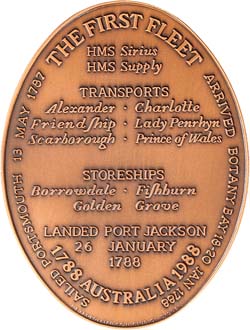 THE FIRST FLEET
HMS Sirius
HMS Supply
TRANSPORTS
Alexander · Charlotte
Friendship · Lady Penrhyn
Scarborough · Prince of Wales
STORESHIPS
Borrowdale · Fishburn
Golden Grove
LANDED PORT JACKSON
26 JANUARY
1788
1788 AUSTRALIA 1988
SAILED PORTSMOUTH 13 MAY 1787
ARRIVED BOTANY BAY 18-20 JAN 1788